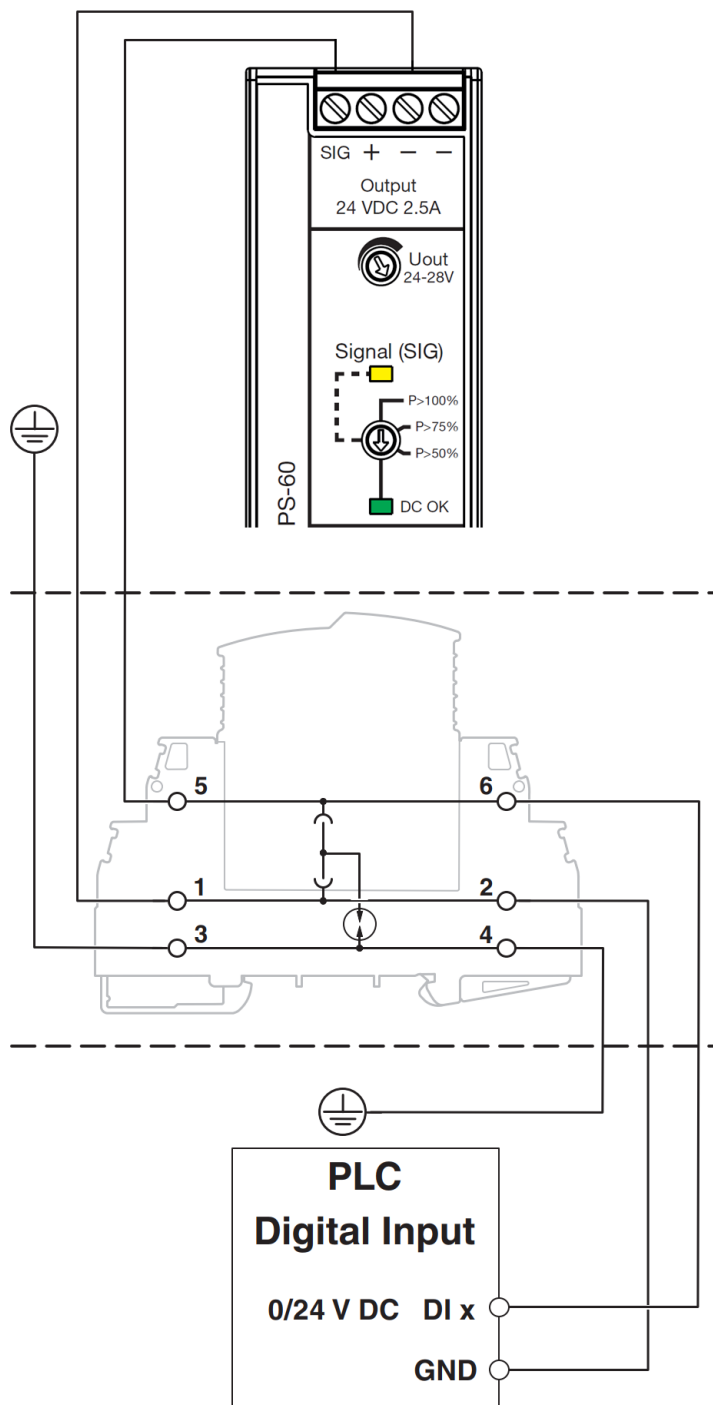 SIG + − −
Output
24 VDC 2.5A
Uout
24-28V
Signal (SIG)
P>100%
P>75%
P>50%
DC OK
PS-60
5 6
1 2
3 4
PLC
Digital Input
0/24 V DC DI x
GND